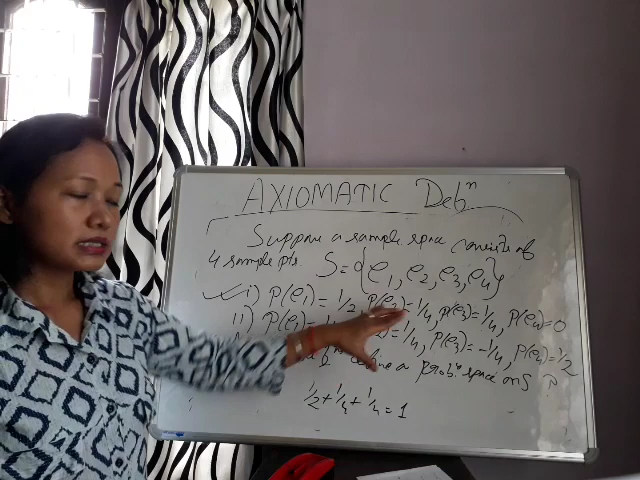 AXIOMATIC Defⁿ
Suppose a sample space consists of
4 sample pts. S = {e₁, e₂, e₃, e₄}
✓i) P(e₁) = 1/2, P(e₂) = 1/4, P(e₃) = 1/4, P(e₄) = 0
ii) P(e₁) = 1/4, P(e₃) = -1/4, P(e₄) = 1/2
define a probᵗʸ space on S ?
1/2 + 1/4 + 1/4 = 1